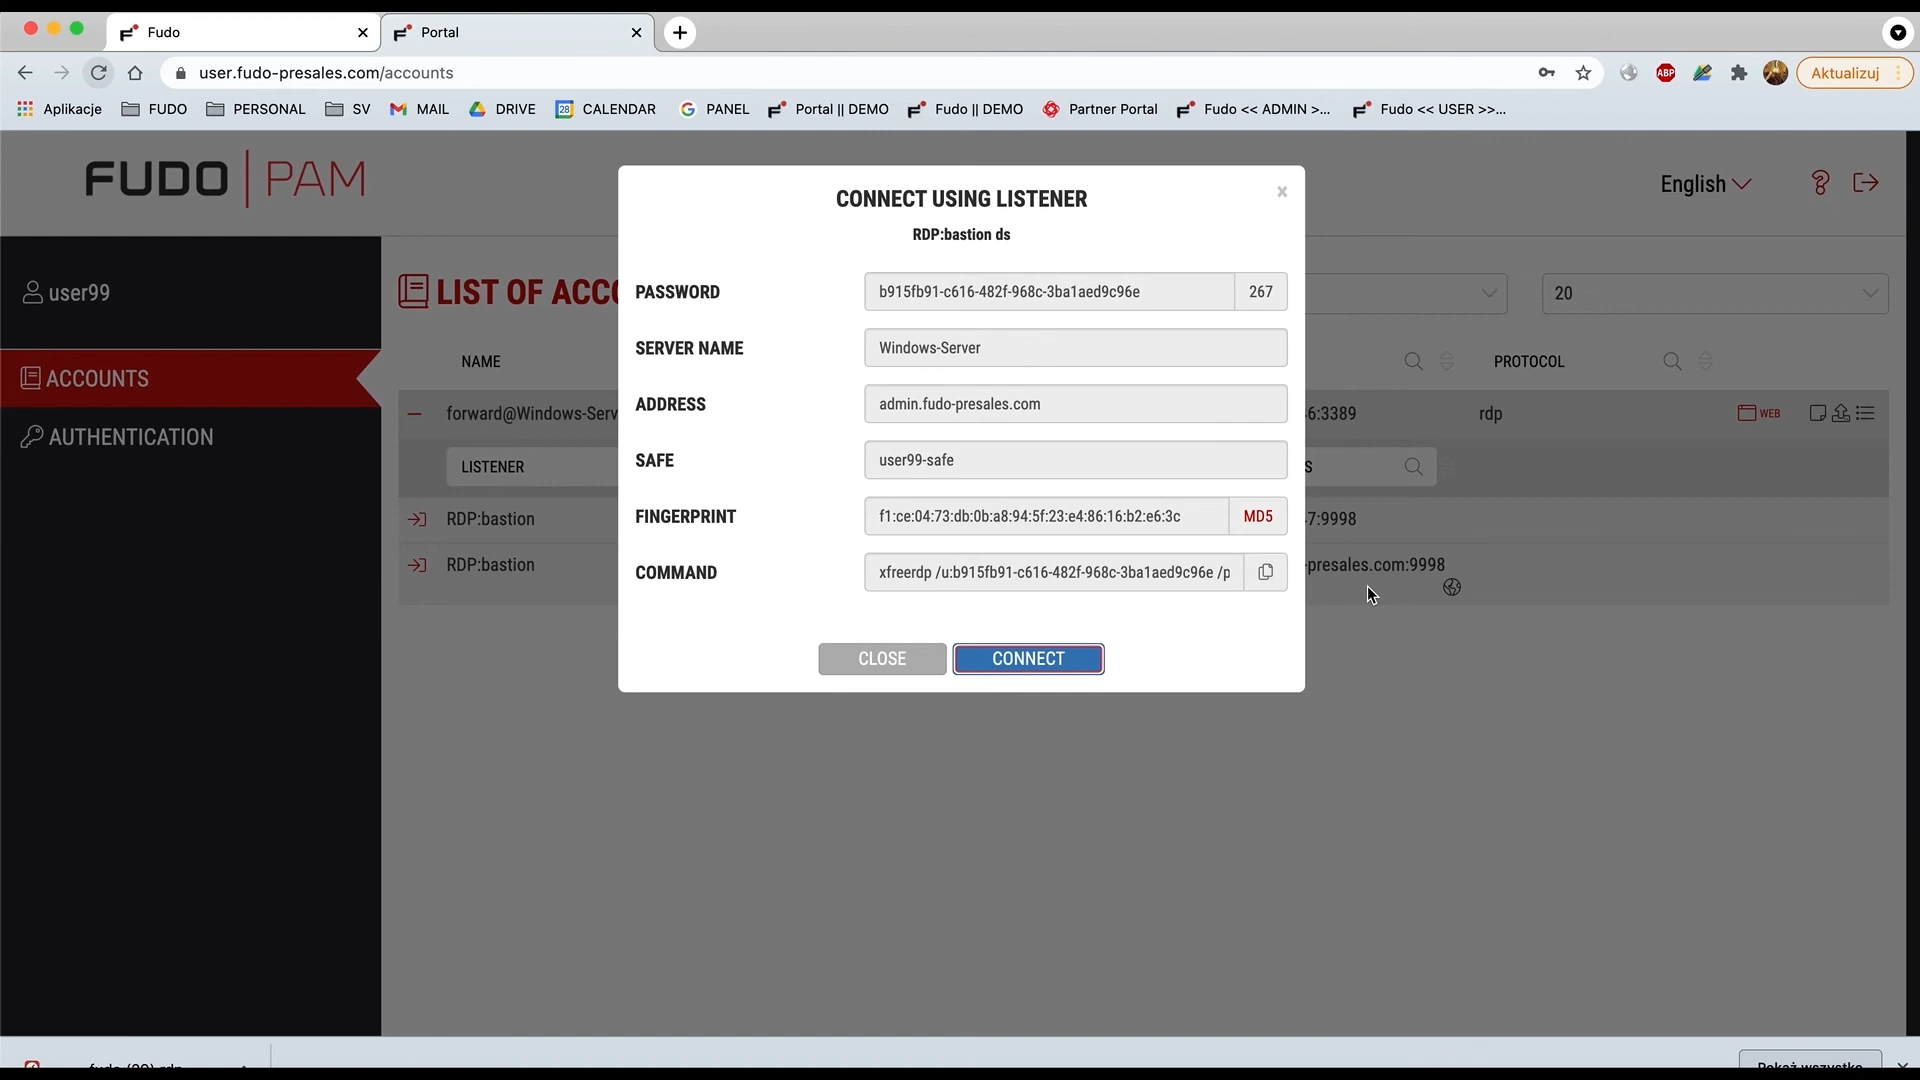 Fudo
Portal
user.fudo-presales.com/accounts
ABP
Aktualizuj
Aplikacje
FUDO
PERSONAL
SV
MAIL
DRIVE
28
CALENDAR
PANEL
Portal || DEMO
Fudo || DEMO
Partner Portal
Fudo << ADMIN >...
Fudo << USER >>...
FUDO | PAM
English
user99
ACCOUNTS
AUTHENTICATION
LIST OF ACCO
20
NAME
PROTOCOL
forward@Windows-Serv
6:3389
rdp
WEB
LISTENER
S
RDP:bastion
7:9998
RDP:bastion
-presales.com:9998
CONNECT USING LISTENER
×
RDP:bastion ds
PASSWORD
b915fb91-c616-482f-968c-3ba1aed9c96e
267
SERVER NAME
Windows-Server
ADDRESS
admin.fudo-presales.com
SAFE
user99-safe
FINGERPRINT
f1:ce:04:73:db:0b:a8:94:5f:23:e4:86:16:b2:e6:3c
MD5
COMMAND
xfreerdp /u:b915fb91-c616-482f-968c-3ba1aed9c96e /p
CLOSE
CONNECT
Pokaż wszystko